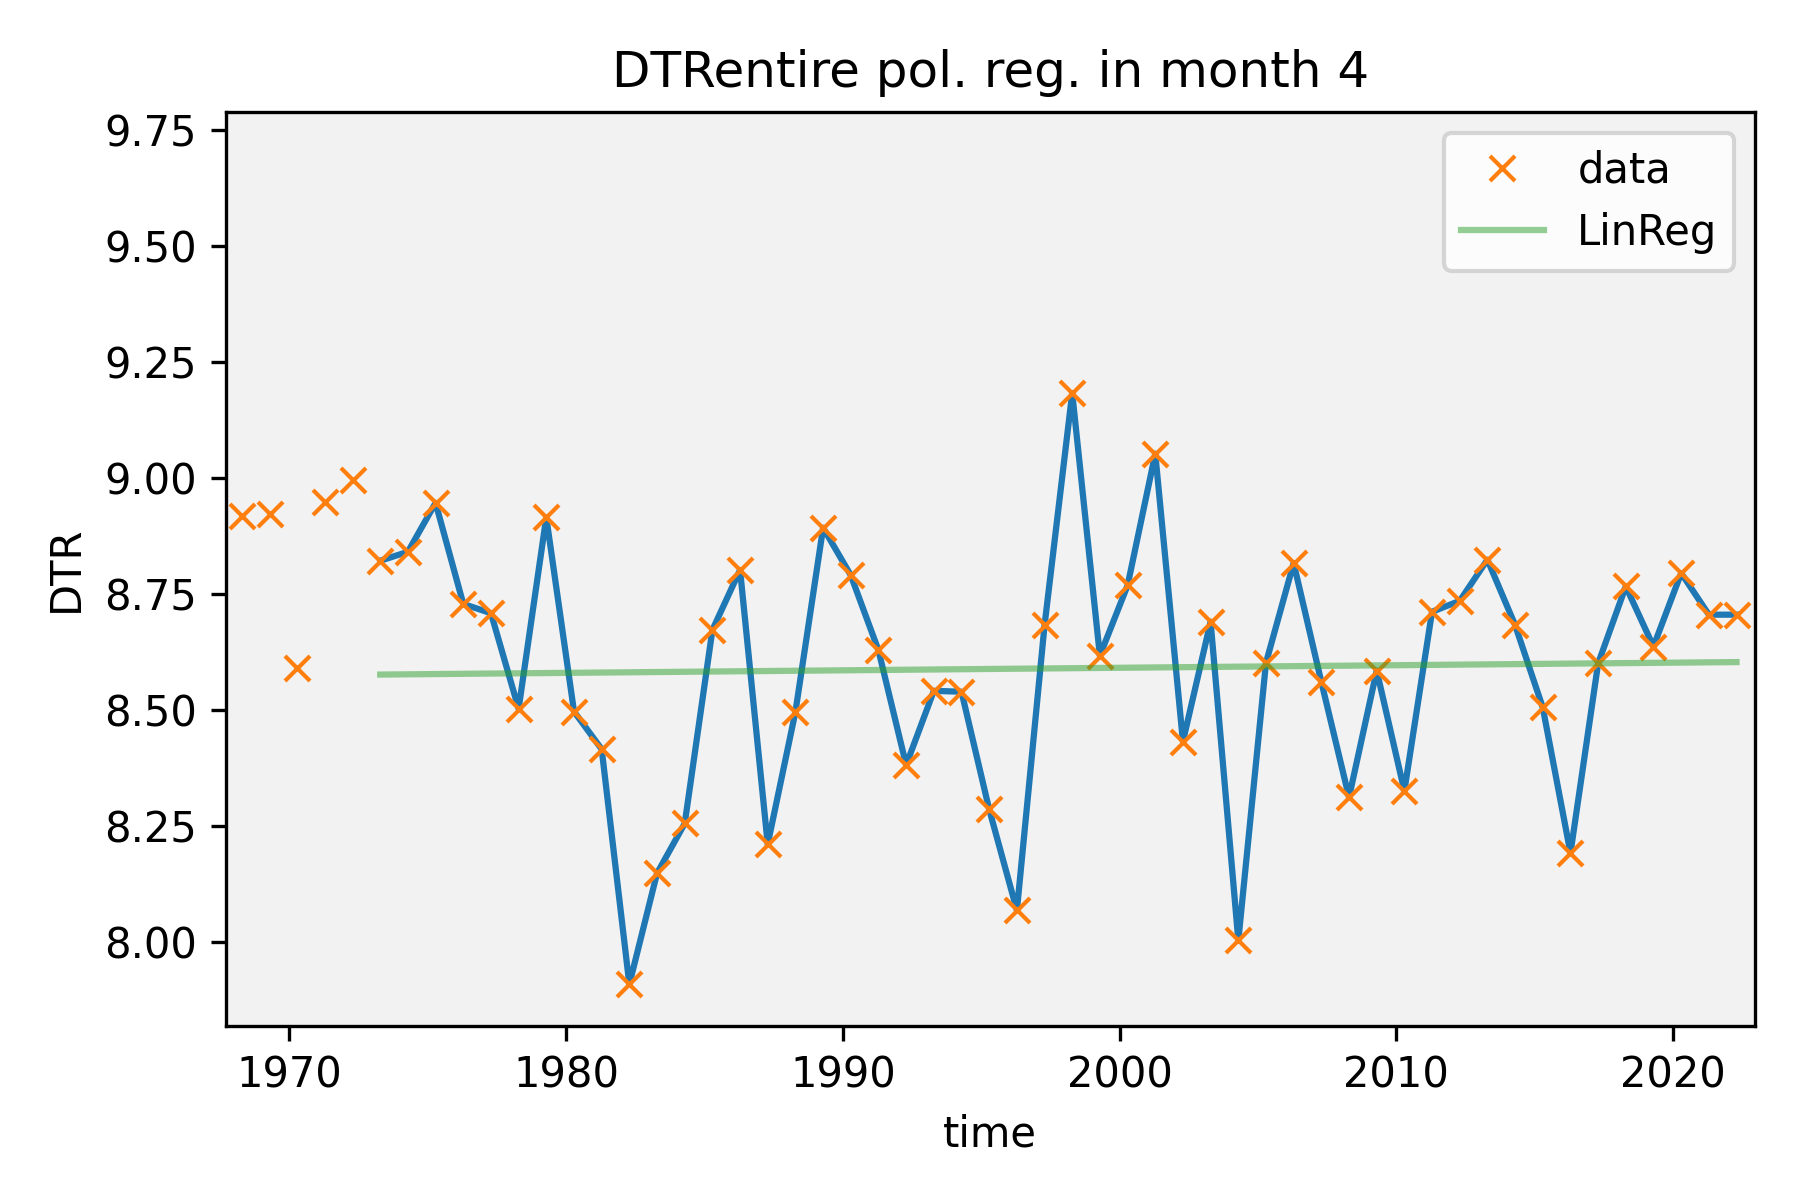 DTRentire pol. reg. in month 4
9.75
9.50
9.25
9.00
8.75
8.50
8.25
8.00
DTR
data
LinReg
1970 1980 1990 2000 2010 2020
time